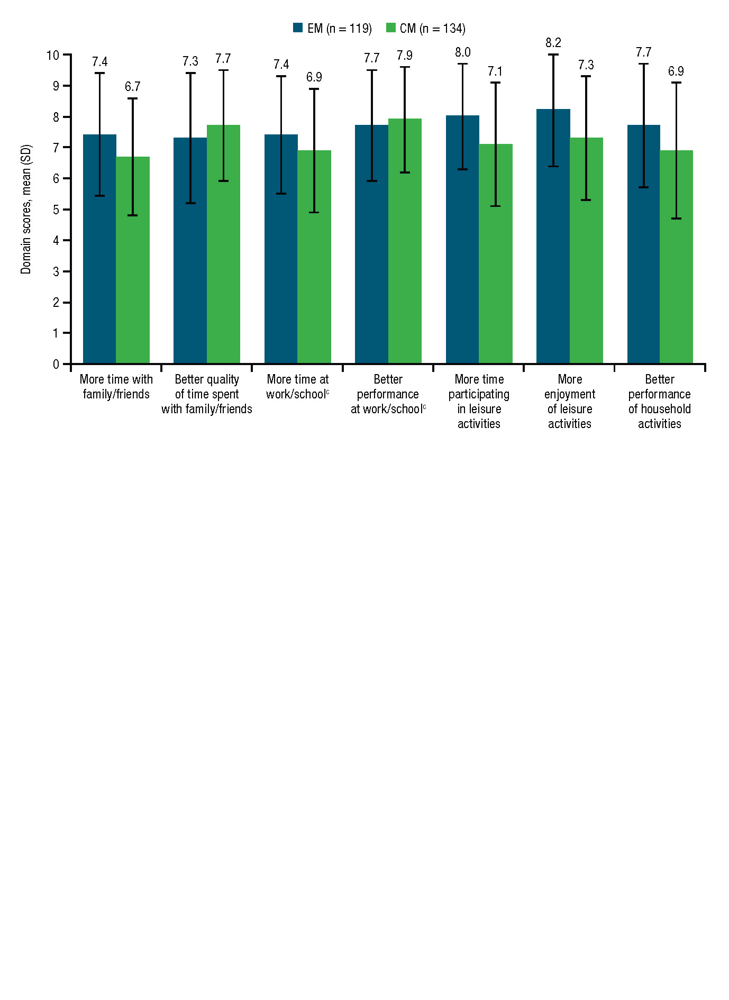 EM (n = 119) CM (n = 134)
Domain scores, mean (SD)
10
9
8
7
6
5
4
3
2
1
0
7.4 6.7 7.3 7.7 7.4 6.9 7.7 7.9 8.0 7.1 8.2 7.3 7.7 6.9
More time with
family/friends
Better quality
of time spent
with family/friends
More time at
work/schoolᶜ
Better
performance
at work/schoolᶜ
More time
participating
in leisure
activities
More
enjoyment
of leisure
activities
Better
performance
of household
activities